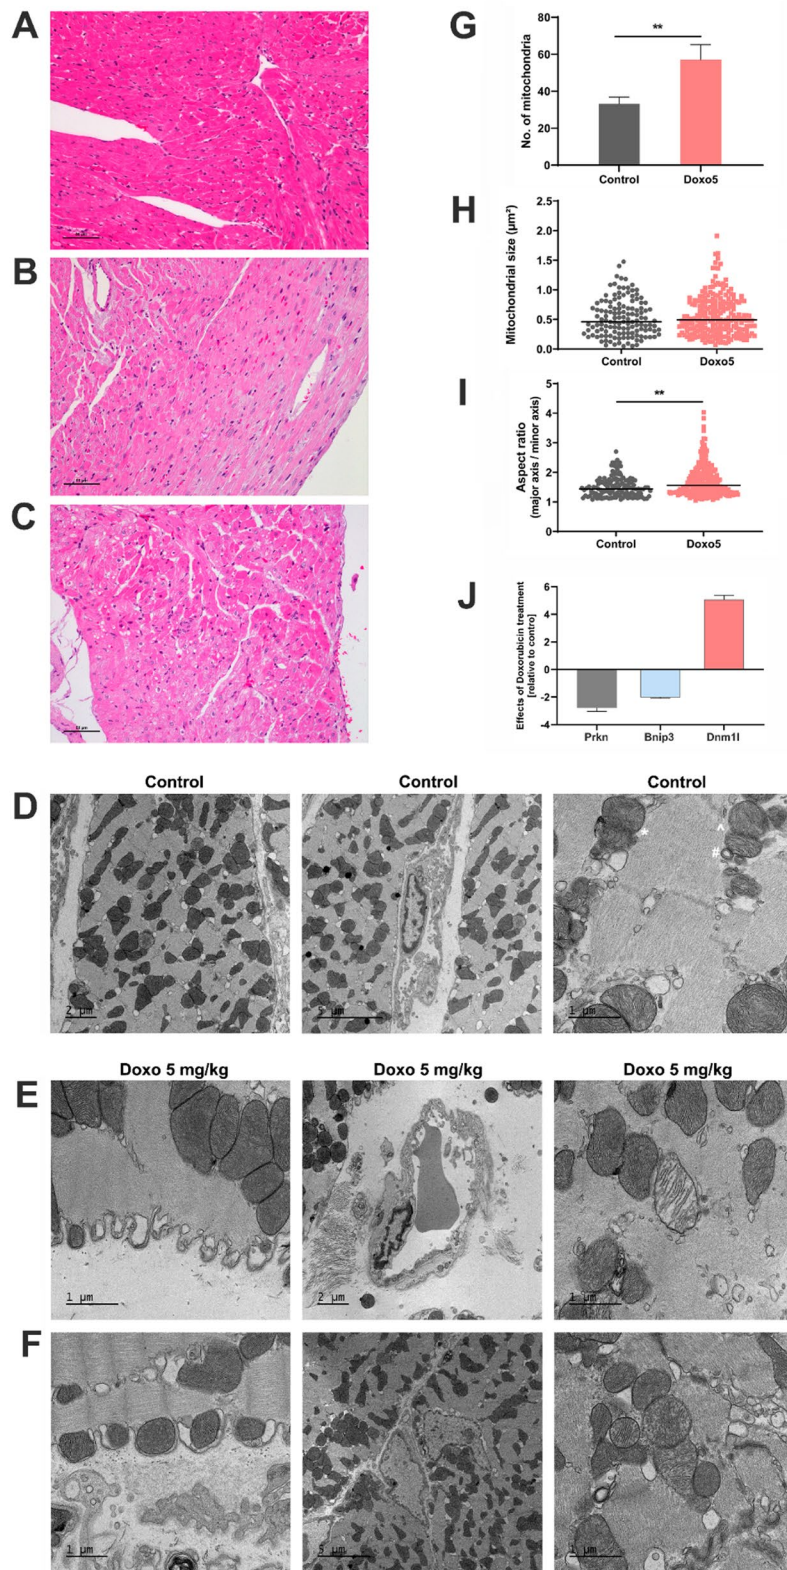 A
B
C
G
No. of mitochondria
80
60
40
20
0
**
Control
Doxo5
H
Mitochondrial size (µm²)
2.5
2.0
1.5
1.0
0.5
0.0
Control
Doxo5
I
Aspect ratio
(major axis / minor axis)
5
4
3
2
1
0
**
Control
Doxo5
J
Effects of Doxorubicin treatment
[relative to control]
6
4
2
0
-2
-4
Prkn
Bnip3
Dnm1l
D
Control
Control
Control
2 µm
5 µm
1 µm
*
^
#
E
Doxo 5 mg/kg
Doxo 5 mg/kg
Doxo 5 mg/kg
1 µm
2 µm
1 µm
F
1 µm
5 µm
1 µm